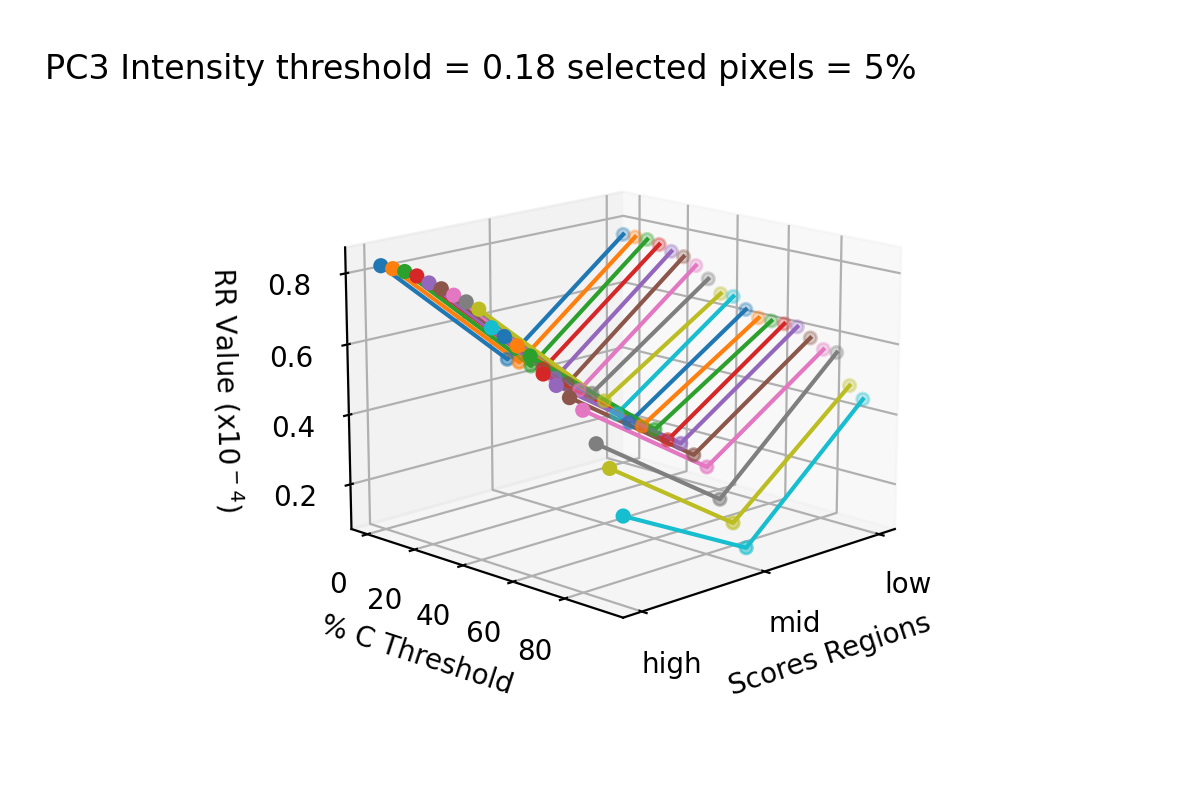 PC3 Intensity threshold = 0.18 selected pixels = 5%
RR Value (x10⁻⁴)
0.8
0.6
0.4
0.2
0
20
40
60
80
% C Threshold
high
mid
low
Scores Regions